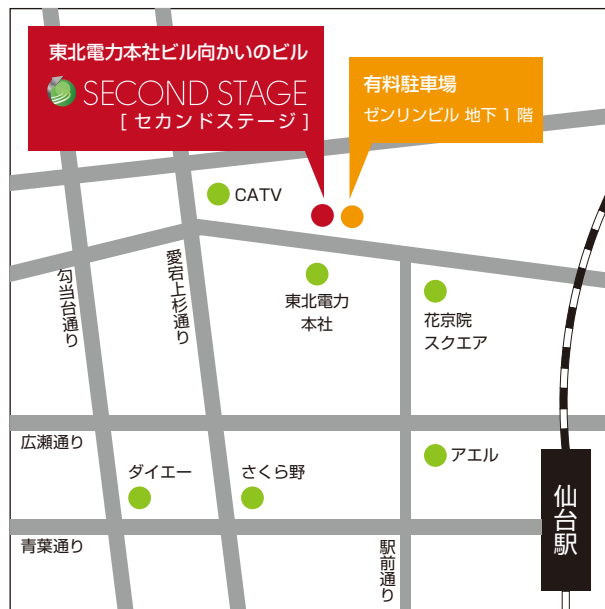 東北電力本社ビル向かいのビル
SECOND STAGE
[ セカンドステージ ]
有料駐車場
ゼンリンビル 地下 1 階
CATV
勾当台通り
愛宕上杉通り
東北電力
本社
花京院
スクエア
広瀬通り
ダイエー
さくら野
アエル
仙台駅
青葉通り
駅前通り